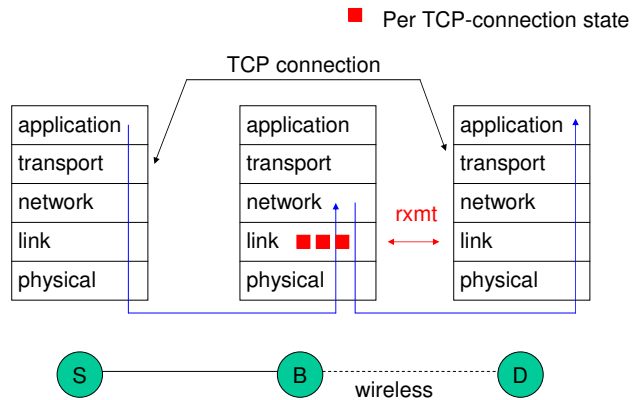 Per TCP-connection state
TCP connection
application
transport
network
link
physical
application
transport
network
link
physical
rxmt
application
transport
network
link
physical
S
B
D
wireless